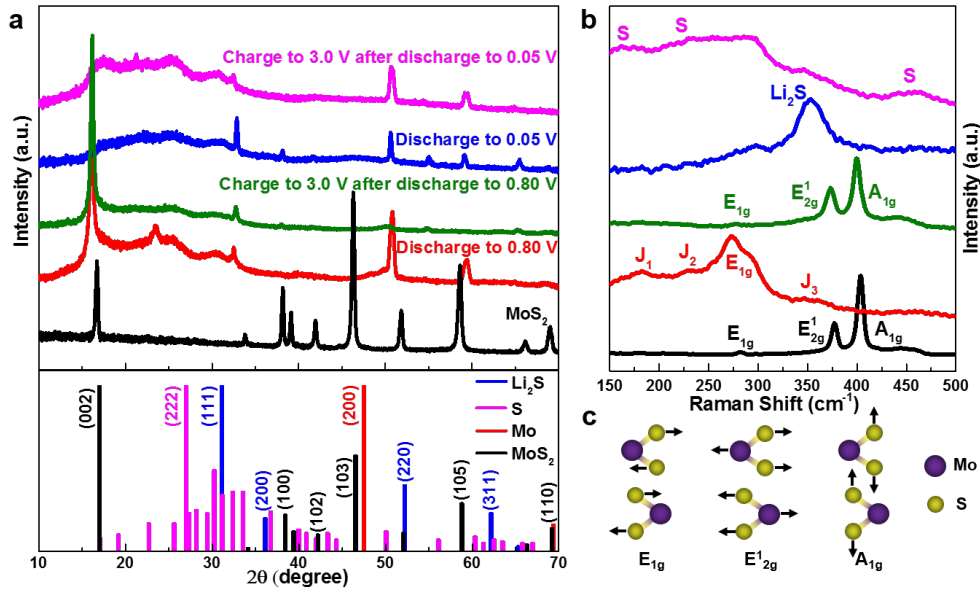 a
Charge to 3.0 V after discharge to 0.05 V
Discharge to 0.05 V
Charge to 3.0 V after discharge to 0.80 V
Discharge to 0.80 V
MoS₂
Intensity (a.u.)
(002)
(222)
(111)
(200)
(100)
(102)
(103)
(200)
(220)
(105)
(311)
(110)
Li₂S
S
Mo
MoS₂
10 20 30 40 50 60 70
2θ (degree)
b
S
S
S
Li₂S
E₁g
E¹₂g
A₁g
J₁
J₂
E₁g
J₃
E₁g
E¹₂g
A₁g
Intensity (a.u.)
150 200 250 300 350 400 450 500
Raman Shift (cm⁻¹)
c
Mo
S
E₁g
E¹₂g
A₁g